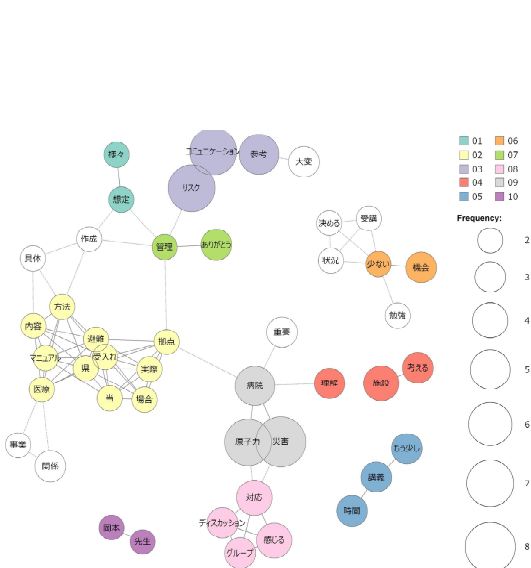 コミュニケーション
参考
大変
様々
リスク
想定
作成
管理
ありがとう
具体
決める
受講
状況
少ない
機会
勉強
方法
内容
避難
拠点
重要
マニュアル
受入れ
県
実際
医療
当
場合
病院
理解
施設
考える
事業
関係
原子力
災害
もう少し
講義
時間
対応
ディスカッション
感じる
グループ
岡本
先生
01 06
02 07
03 08
04 09
05 10
Frequency:
2
3
4
5
6
7
8